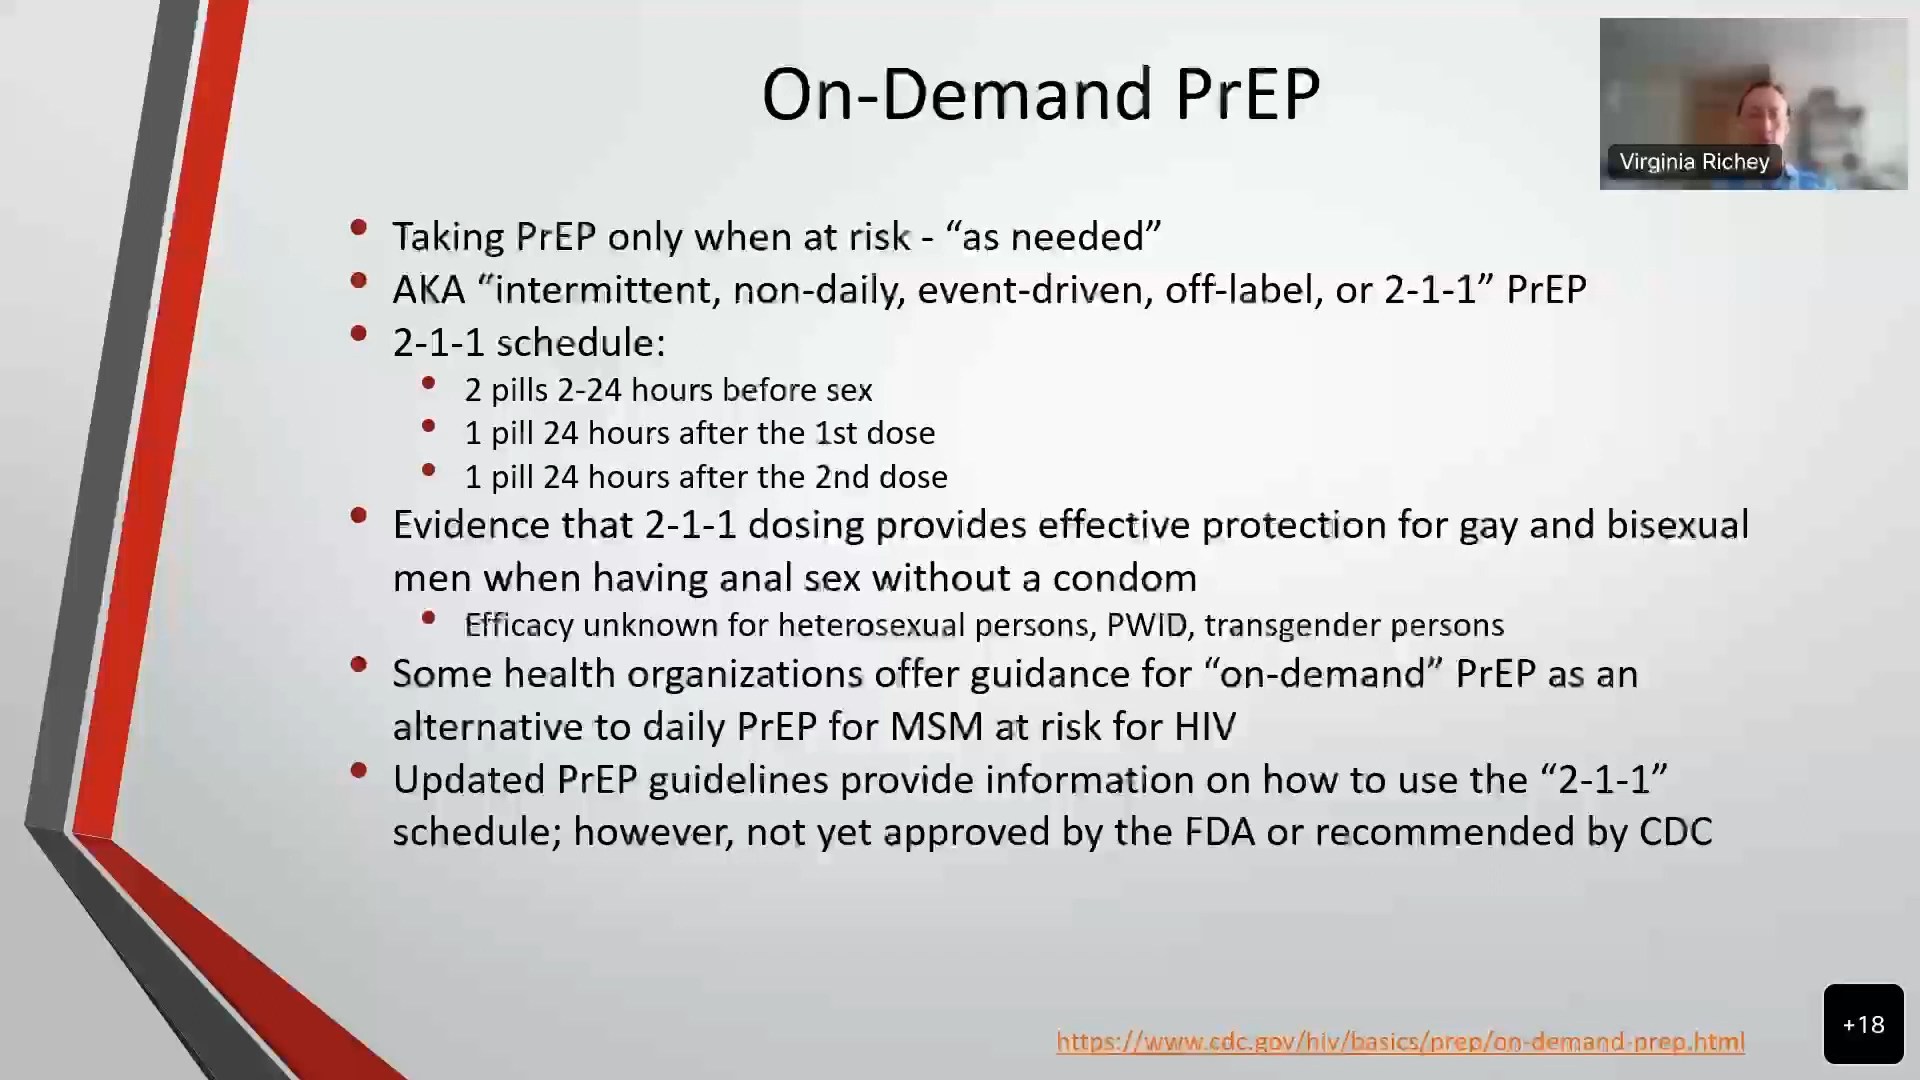 On-Demand PrEP
Virginia Richey
• Taking PrEP only when at risk - “as needed”
• AKA “intermittent, non-daily, event-driven, off-label, or 2-1-1” PrEP
• 2-1-1 schedule:
• 2 pills 2-24 hours before sex
• 1 pill 24 hours after the 1st dose
• 1 pill 24 hours after the 2nd dose
• Evidence that 2-1-1 dosing provides effective protection for gay and bisexual
men when having anal sex without a condom
• Efficacy unknown for heterosexual persons, PWID, transgender persons
• Some health organizations offer guidance for “on-demand” PrEP as an
alternative to daily PrEP for MSM at risk for HIV
• Updated PrEP guidelines provide information on how to use the “2-1-1”
schedule; however, not yet approved by the FDA or recommended by CDC
https://www.cdc.gov/hiv/basics/prep/on-demand-prep.html
+18